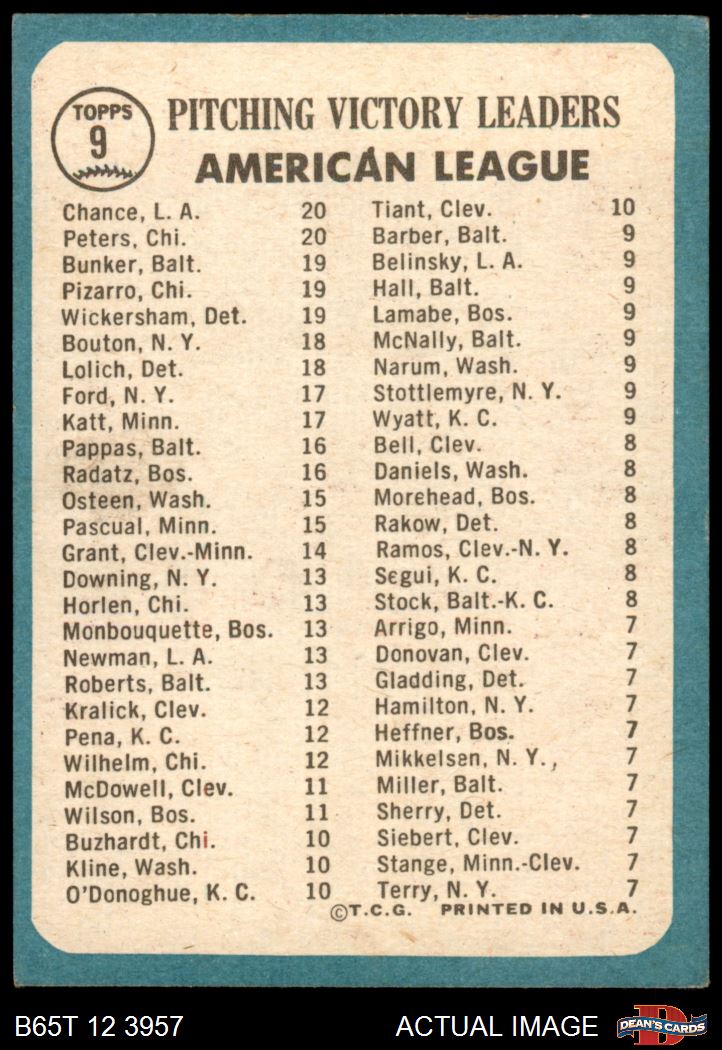 TOPPS
9
PITCHING VICTORY LEADERS
AMERICAN LEAGUE
Chance, L. A. 20
Peters, Chi. 20
Bunker, Balt. 19
Pizarro, Chi. 19
Wickersham, Det. 19
Bouton, N. Y. 18
Lolich, Det. 18
Ford, N. Y. 17
Katt, Minn. 17
Pappas, Balt. 16
Radatz, Bos. 16
Osteen, Wash. 15
Pascual, Minn. 15
Grant, Clev.-Minn. 14
Downing, N. Y. 13
Horlen, Chi. 13
Monbouquette, Bos. 13
Newman, L. A. 13
Roberts, Balt. 13
Kralick, Clev. 12
Pena, K. C. 12
Wilhelm, Chi. 12
McDowell, Clev. 11
Wilson, Bos. 11
Buzhardt, Chi. 10
Kline, Wash. 10
O'Donoghue, K. C. 10
Tiant, Clev. 10
Barber, Balt. 9
Belinsky, L. A. 9
Hall, Balt. 9
Lamabe, Bos. 9
McNally, Balt. 9
Narum, Wash. 9
Stottlemyre, N. Y. 9
Wyatt, K. C. 9
Bell, Clev. 8
Daniels, Wash. 8
Morehead, Bos. 8
Rakow, Det. 8
Ramos, Clev.-N. Y. 8
Segui, K. C. 8
Stock, Balt.-K. C. 8
Arrigo, Minn. 7
Donovan, Clev. 7
Gladding, Det. 7
Hamilton, N. Y. 7
Heffner, Bos. 7
Mikkelsen, N. Y., 7
Miller, Balt. 7
Sherry, Det. 7
Siebert, Clev. 7
Stange, Minn.-Clev. 7
Terry, N. Y. 7
©T.C.G. PRINTED IN U.S.A.
B65T 12 3957 ACTUAL IMAGE
DEAN'S CARDS